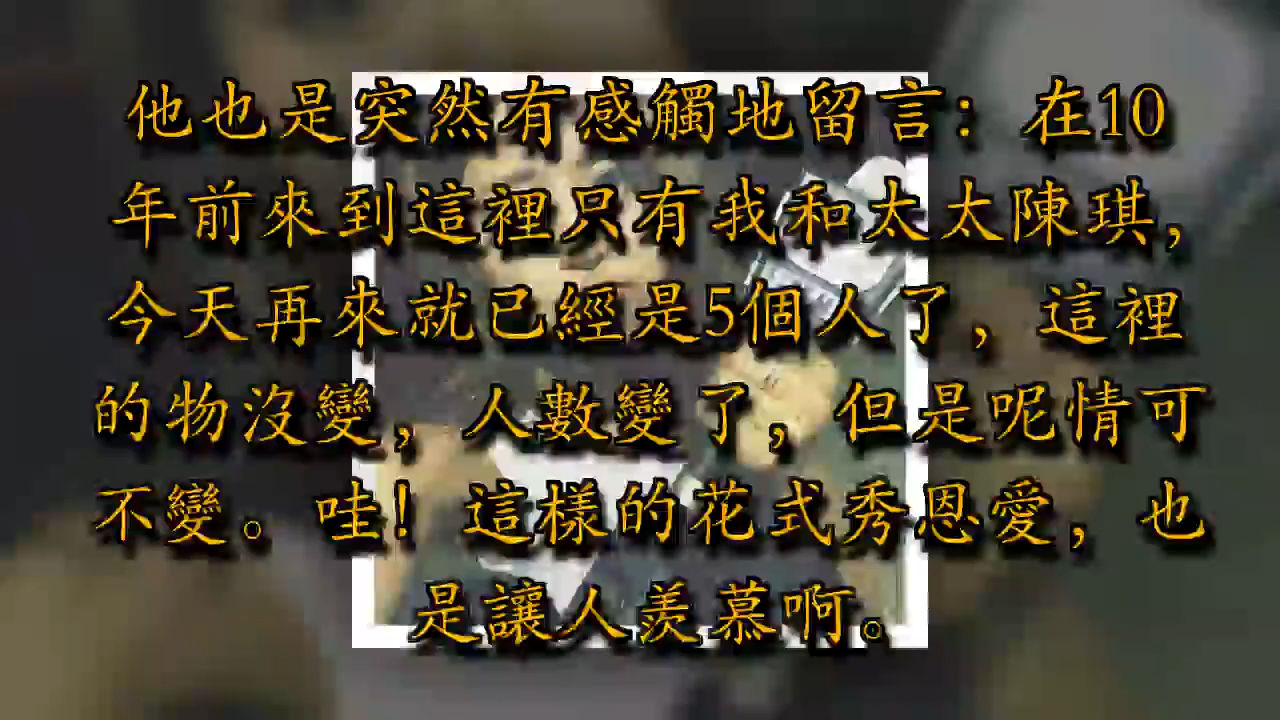 他也是突然有感觸地留言：在10
年前來到這裡只有我和太太陳琪，
今天再來就已經是5個人了，這裡
的物沒變，人數變了，但是呢情可
不變。哇！這樣的花式秀恩愛，也
是讓人羨慕啊。